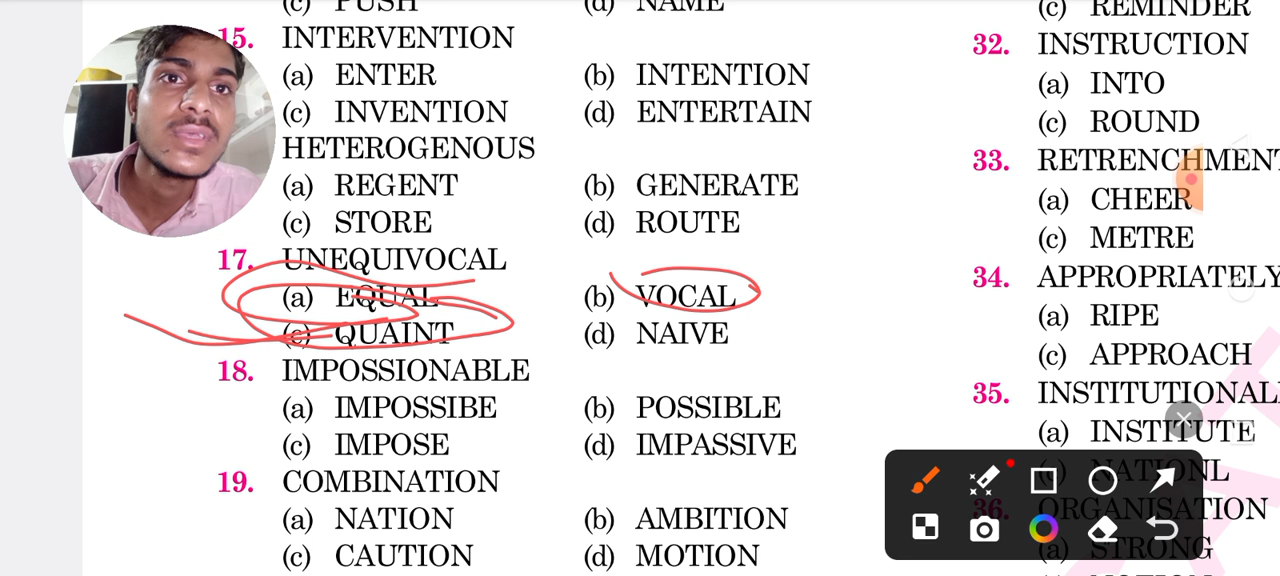 (c) PUSH (d) NAME
15. INTERVENTION
(a) ENTER (b) INTENTION
(c) INVENTION (d) ENTERTAIN
HETEROGENOUS
(a) REGENT (b) GENERATE
(c) STORE (d) ROUTE
17. UNEQUIVOCAL
(a) EQUAL (b) VOCAL
(c) QUAINT (d) NAIVE
18. IMPOSSIONABLE
(a) IMPOSSIBE (b) POSSIBLE
(c) IMPOSE (d) IMPASSIVE
19. COMBINATION
(a) NATION (b) AMBITION
(c) CAUTION (d) MOTION
(c) REMINDER
32. INSTRUCTION
(a) INTO
(c) ROUND
33. RETRENCHMENT
(a) CHEER
(c) METRE
34. APPROPRIATELY
(a) RIPE
(c) APPROACH
35. INSTITUTIONAL
(a) INSTITUTE
(c) NATIONL
36. ORGANISATION
(a) STRONG